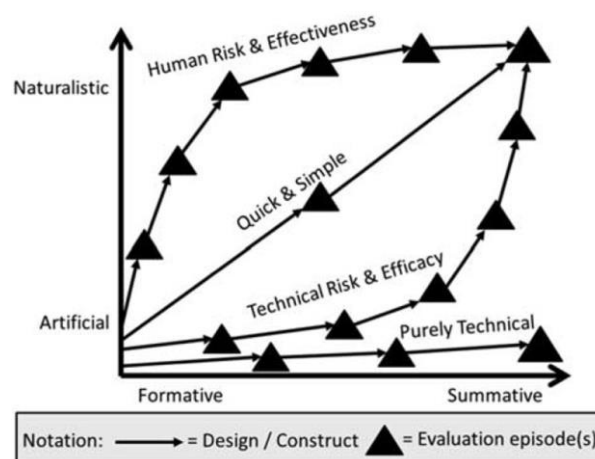 Human Risk & Effectiveness
Naturalistic
Quick & Simple
Technical Risk & Efficacy
Artificial
Purely Technical
Formative
Summative
Notation: = Design / Construct = Evaluation episode(s)